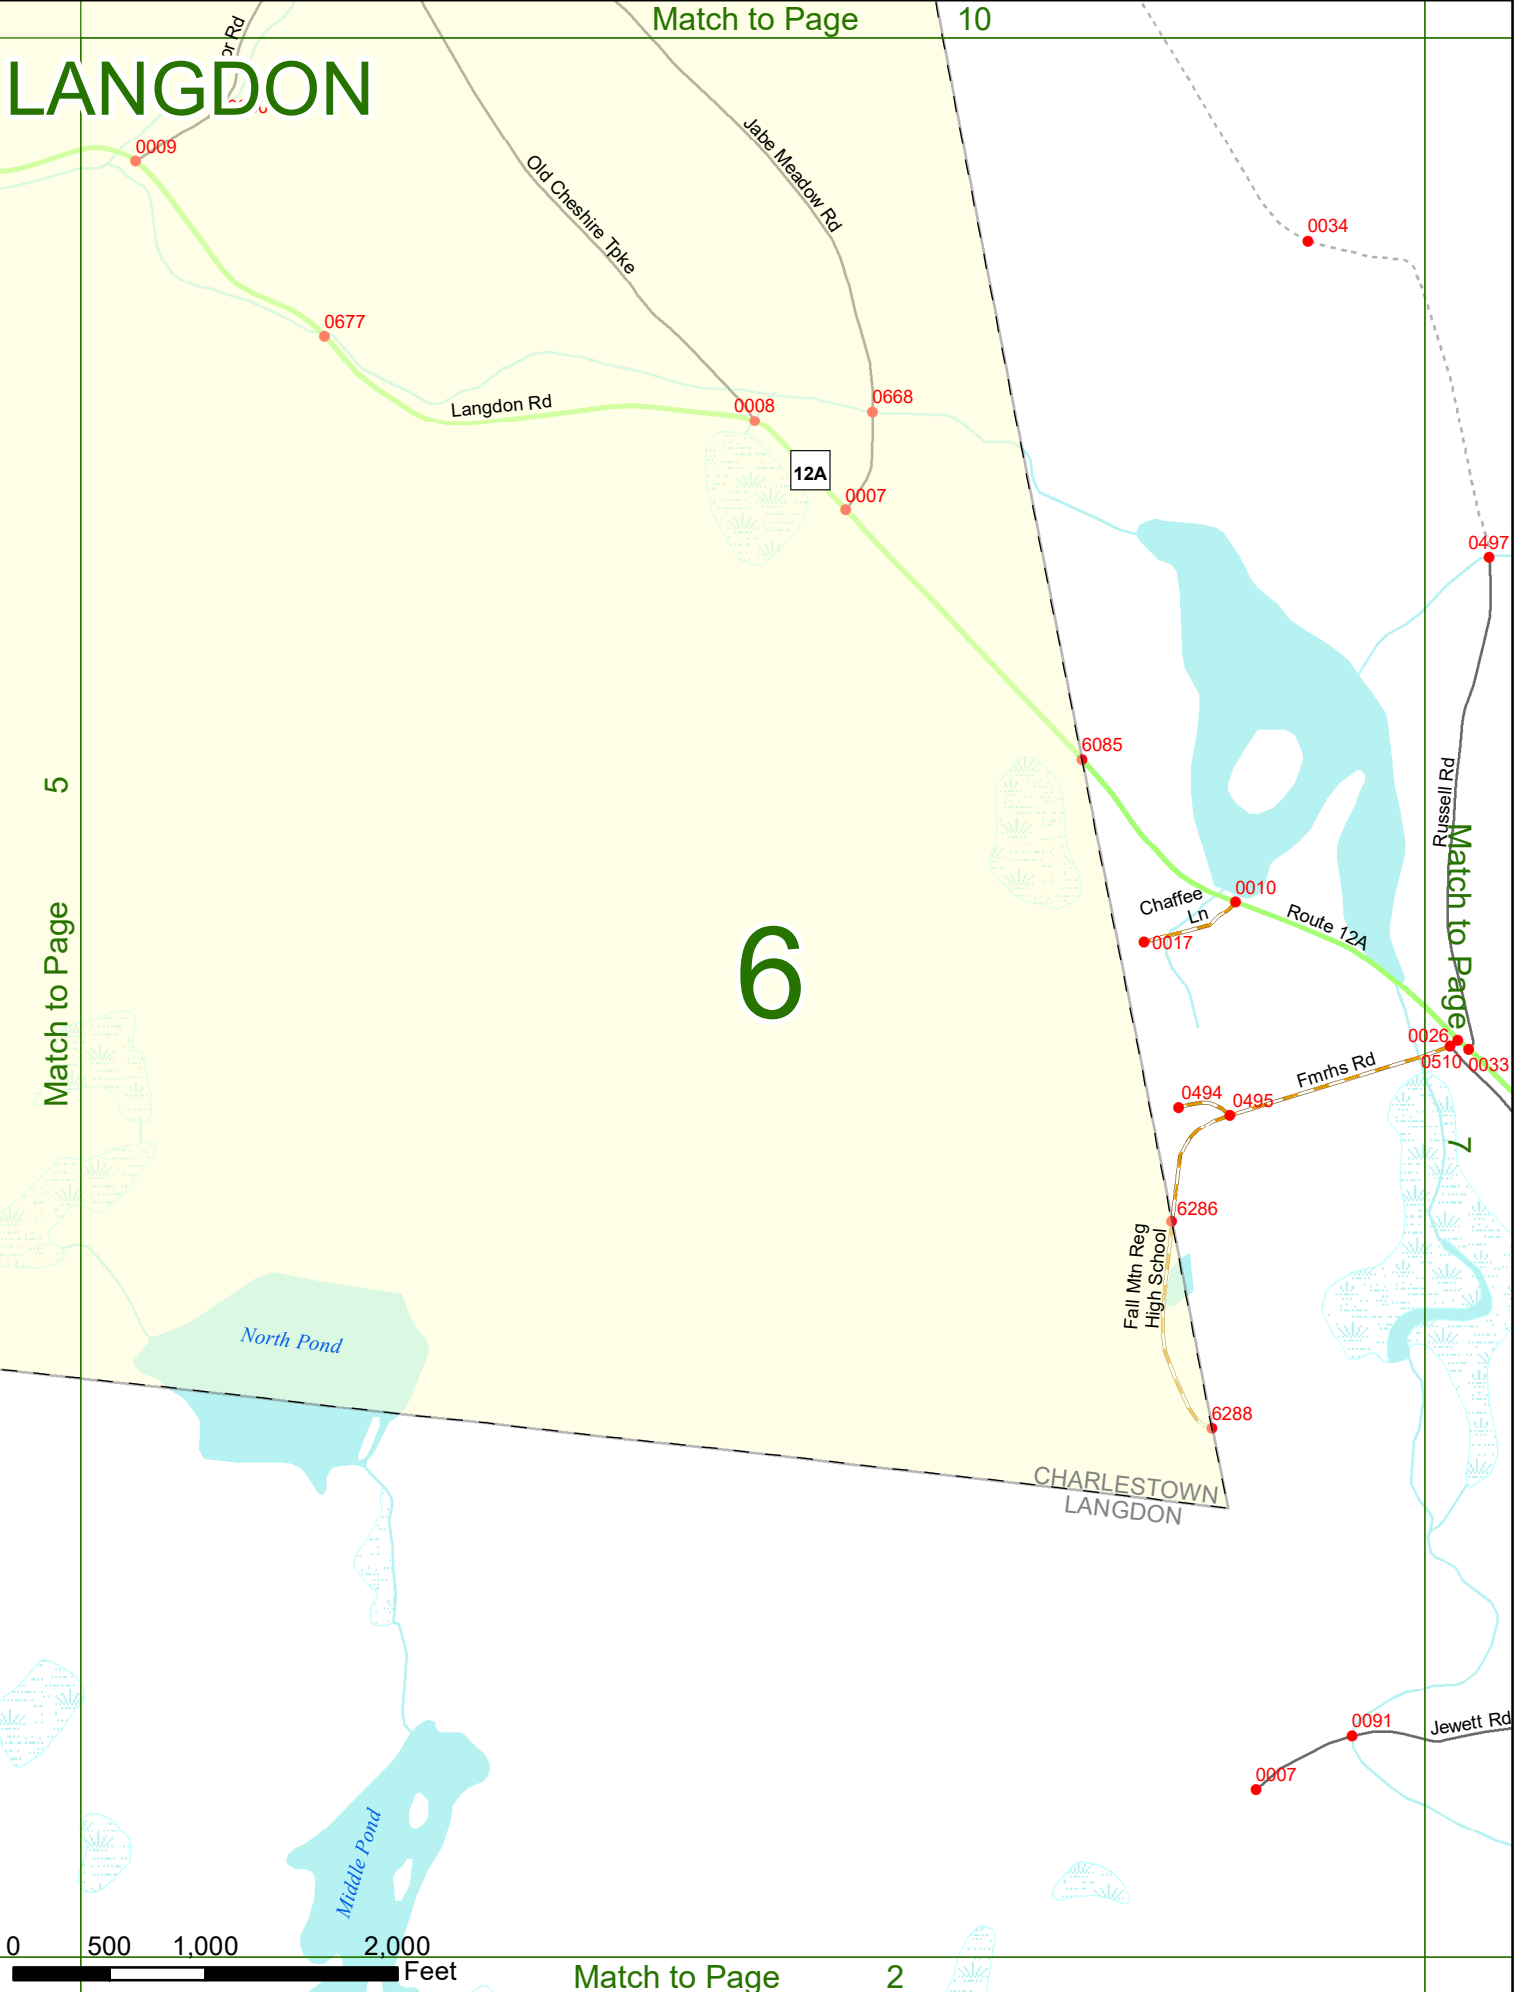 Match to Page 10
or Rd
LANGDON
0009
Old Cheshire Tpke
Jabe Meadow Rd
0034
0677
Langdon Rd
0008
0668
12A
0007
0497
6085
5
Match to Page
6
Russell Rd
Match to Page
7
Chaffee
Ln
0010
0017
Route 12A
0026
0510
0033
Fmrhs Rd
0494
0495
6286
Fall Mtn Reg
High School
North Pond
6288
CHARLESTOWN
LANGDON
0091
Jewett Rd
0007
Middle Pond
0 500 1,000 2,000
Feet
Match to Page 2